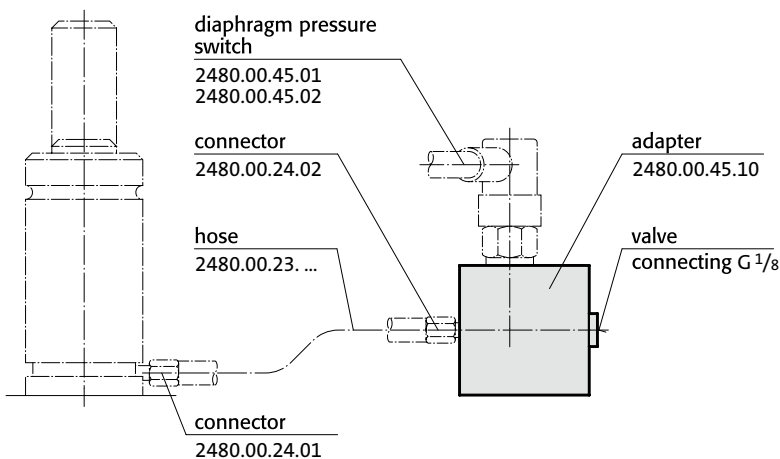 diaphragm pressure
switch
2480.00.45.01
2480.00.45.02
connector
2480.00.24.02
adapter
2480.00.45.10
hose
2480.00.23. ...
valve
connecting G 1/8
connector
2480.00.24.01